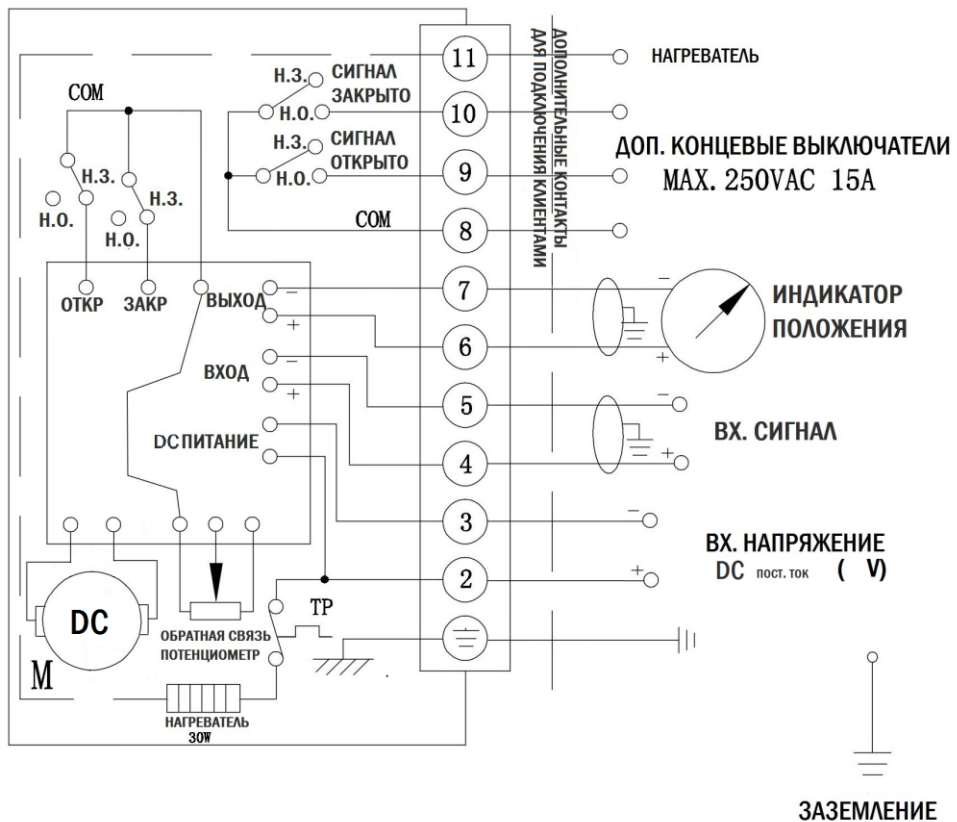 11
НАГРЕВАТЕЛЬ
ДОПОЛНИТЕЛЬНЫЕ КОНТАКТЫ
ДЛЯ ПОДКЛЮЧЕНИЯ КЛИЕНТАМИ
Н.З.
СИГНАЛ
ЗАКРЫТО
COM
Н.О.
10
Н.З.
СИГНАЛ
ОТКРЫТО
ДОП. КОНЦЕВЫЕ ВЫКЛЮЧАТЕЛИ
MAX. 250VAC 15A
Н.О.
9
Н.З.
Н.З.
Н.О.
Н.О.
COM
8
ОТКР
ЗАКР
ВЫХОД
−
+
7
−
ИНДИКАТОР
ПОЛОЖЕНИЯ
6
+
ВХОД
−
+
5
−
ВХ. СИГНАЛ
DC ПИТАНИЕ
4
+
3
−
ВХ. НАПРЯЖЕНИЕ
DC пост. ток ( V)
2
+
DC
M
TP
ОБРАТНАЯ СВЯЗЬ
ПОТЕНЦИОМЕТР
НАГРЕВАТЕЛЬ
30W
ЗАЗЕМЛЕНИЕ